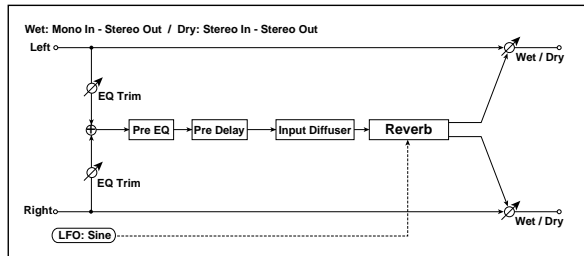 Wet: Mono In - Stereo Out / Dry: Stereo In - Stereo Out
Left
Wet / Dry
EQ Trim
Pre EQ
Pre Delay
Input Diffuser
Reverb
EQ Trim
Right
Wet / Dry
LFO: Sine